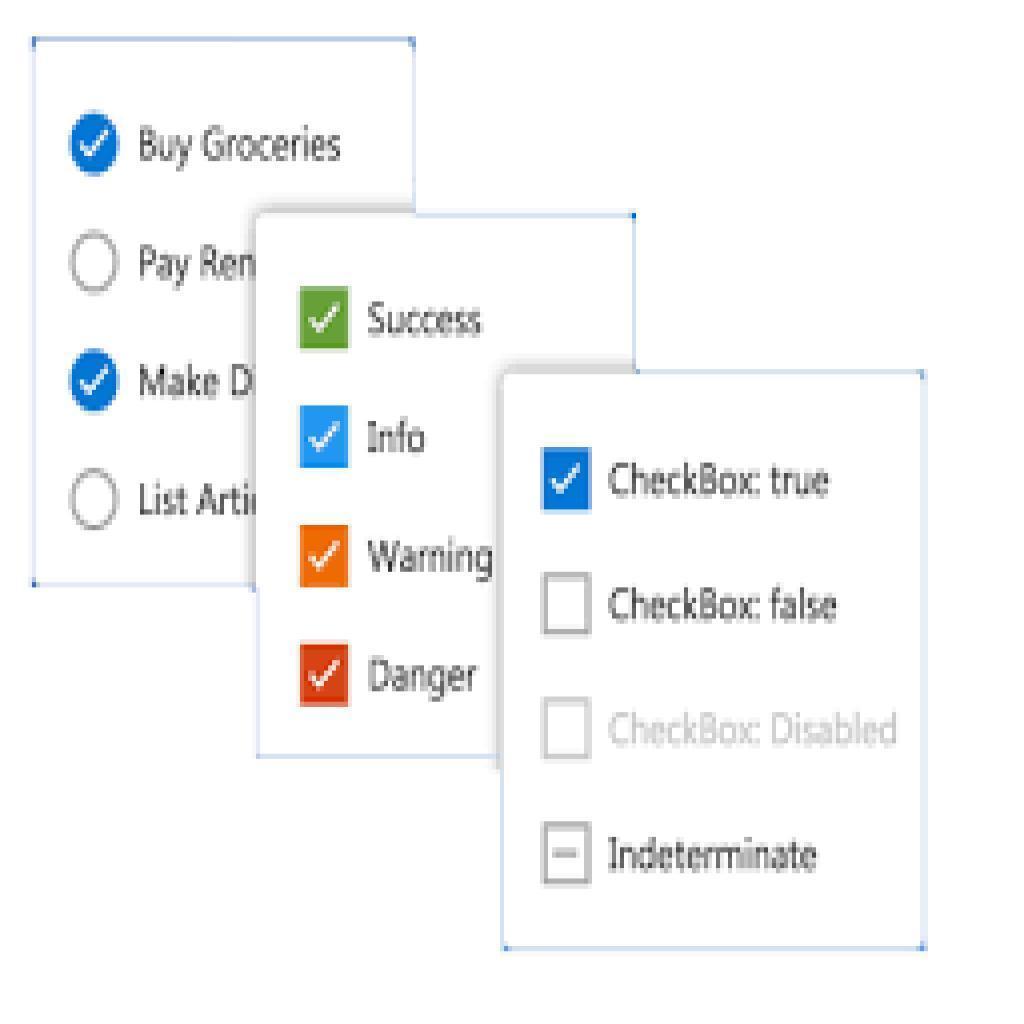 Buy Groceries
Pay Ren
Make D
List Arti
Success
Info
Warning
Danger
CheckBox: true
CheckBox: false
CheckBox: Disabled
Indeterminate